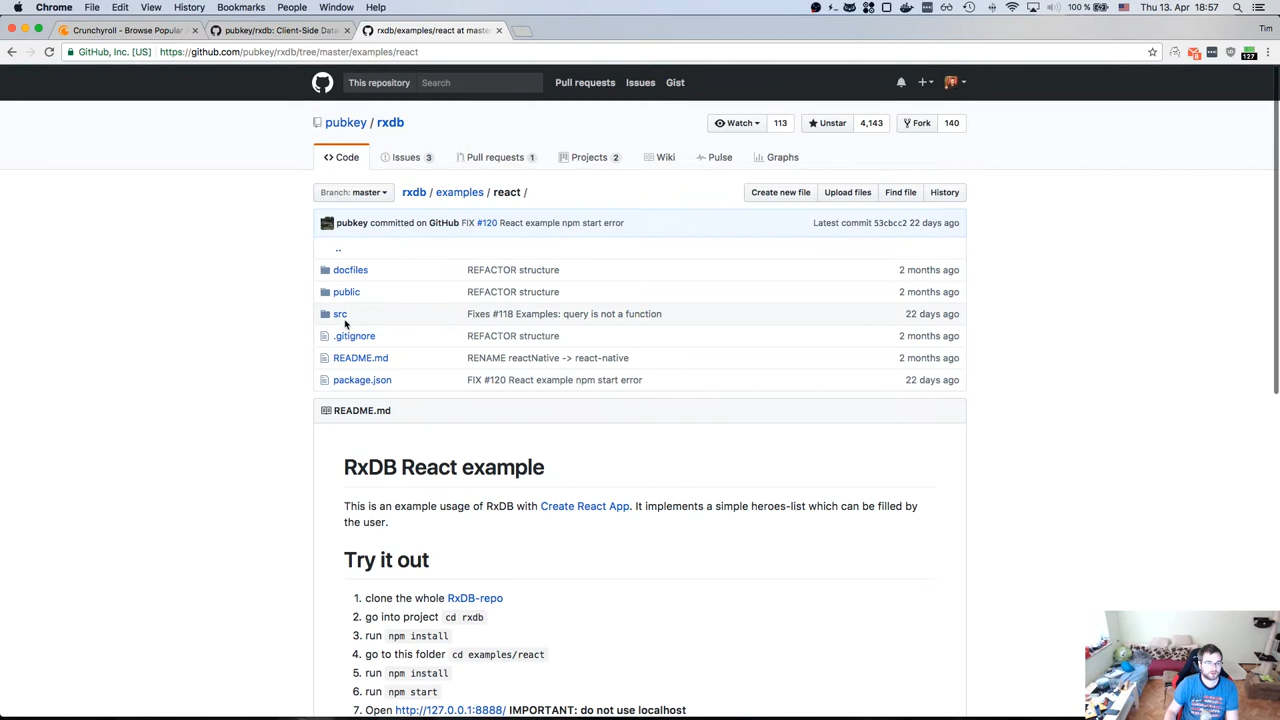 Chrome File Edit View History Bookmarks People Window Help 100 % Thu 13. Apr 18:57
Crunchyroll - Browse Popular × pubkey/rxdb: Client-Side Data × rxdb/examples/react at master × Tim
GitHub, Inc. [US] https://github.com/pubkey/rxdb/tree/master/examples/react 127
This repository Search Pull requests Issues Gist
pubkey / rxdb Watch 113 Unstar 4,143 Fork 140
Code Issues 3 Pull requests 1 Projects 2 Wiki Pulse Graphs
Branch: master rxdb / examples / react / Create new file Upload files Find file History
pubkey committed on GitHub FIX #120 React example npm start error Latest commit 53cbcc2 22 days ago
..
docfiles REFACTOR structure 2 months ago
public REFACTOR structure 2 months ago
src Fixes #118 Examples: query is not a function 22 days ago
.gitignore REFACTOR structure 2 months ago
README.md RENAME reactNative -> react-native 2 months ago
package.json FIX #120 React example npm start error 22 days ago
README.md
RxDB React example
This is an example usage of RxDB with Create React App. It implements a simple heroes-list which can be filled by
the user.
Try it out
1. clone the whole RxDB-repo
2. go into project cd rxdb
3. run npm install
4. go to this folder cd examples/react
5. run npm install
6. run npm start
7. Open http://127.0.0.1:8888/ IMPORTANT: do not use localhost